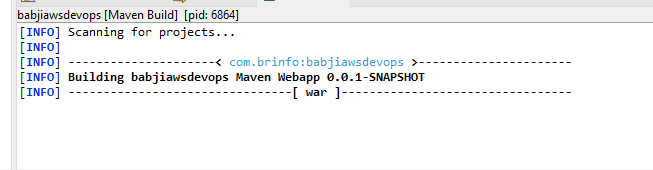 babjiawsdevops [Maven Build] [pid: 6864]
[INFO] Scanning for projects...
[INFO]
[INFO] ---------------------< com.brinfo:babjiawsdevops >----------------------
[INFO] Building babjiawsdevops Maven Webapp 0.0.1-SNAPSHOT
[INFO] --------------------------------[ war ]---------------------------------